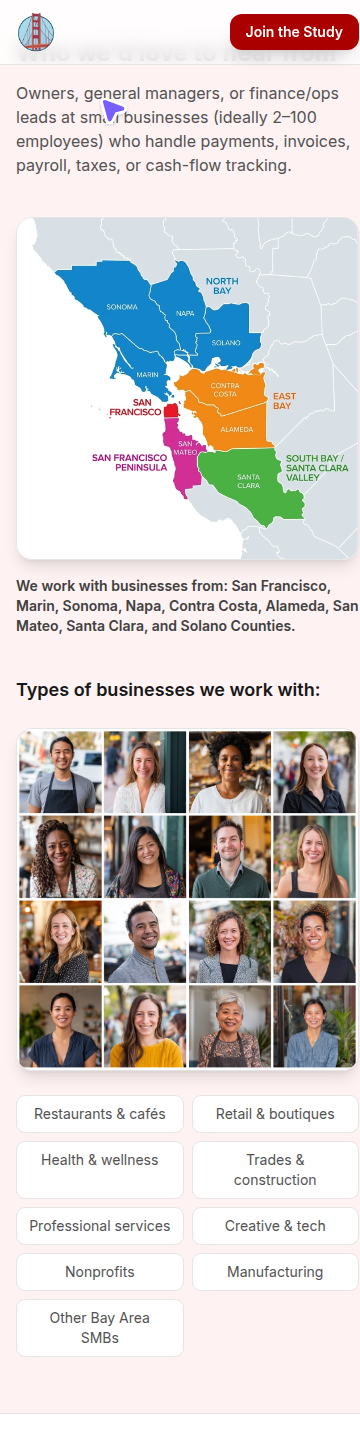 Join the Study
Who we'd love to hear from
Owners, general managers, or finance/ops
leads at small businesses (ideally 2–100
employees) who handle payments, invoices,
payroll, taxes, or cash-flow tracking.
NORTH
BAY
SONOMA
NAPA
SOLANO
MARIN
CONTRA
COSTA
EAST
BAY
SAN
FRANCISCO
ALAMEDA
SAN
MATEO
SAN FRANCISCO
PENINSULA
SOUTH BAY /
SANTA CLARA
VALLEY
SANTA
CLARA
We work with businesses from: San Francisco,
Marin, Sonoma, Napa, Contra Costa, Alameda, San
Mateo, Santa Clara, and Solano Counties.
Types of businesses we work with:
Restaurants & cafés
Retail & boutiques
Health & wellness
Trades &
construction
Professional services
Creative & tech
Nonprofits
Manufacturing
Other Bay Area
SMBs